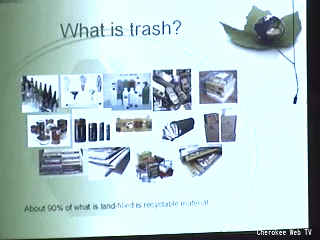 What is trash?
About 90% of what is land-filled is recyclable material
Cherokee Web TV